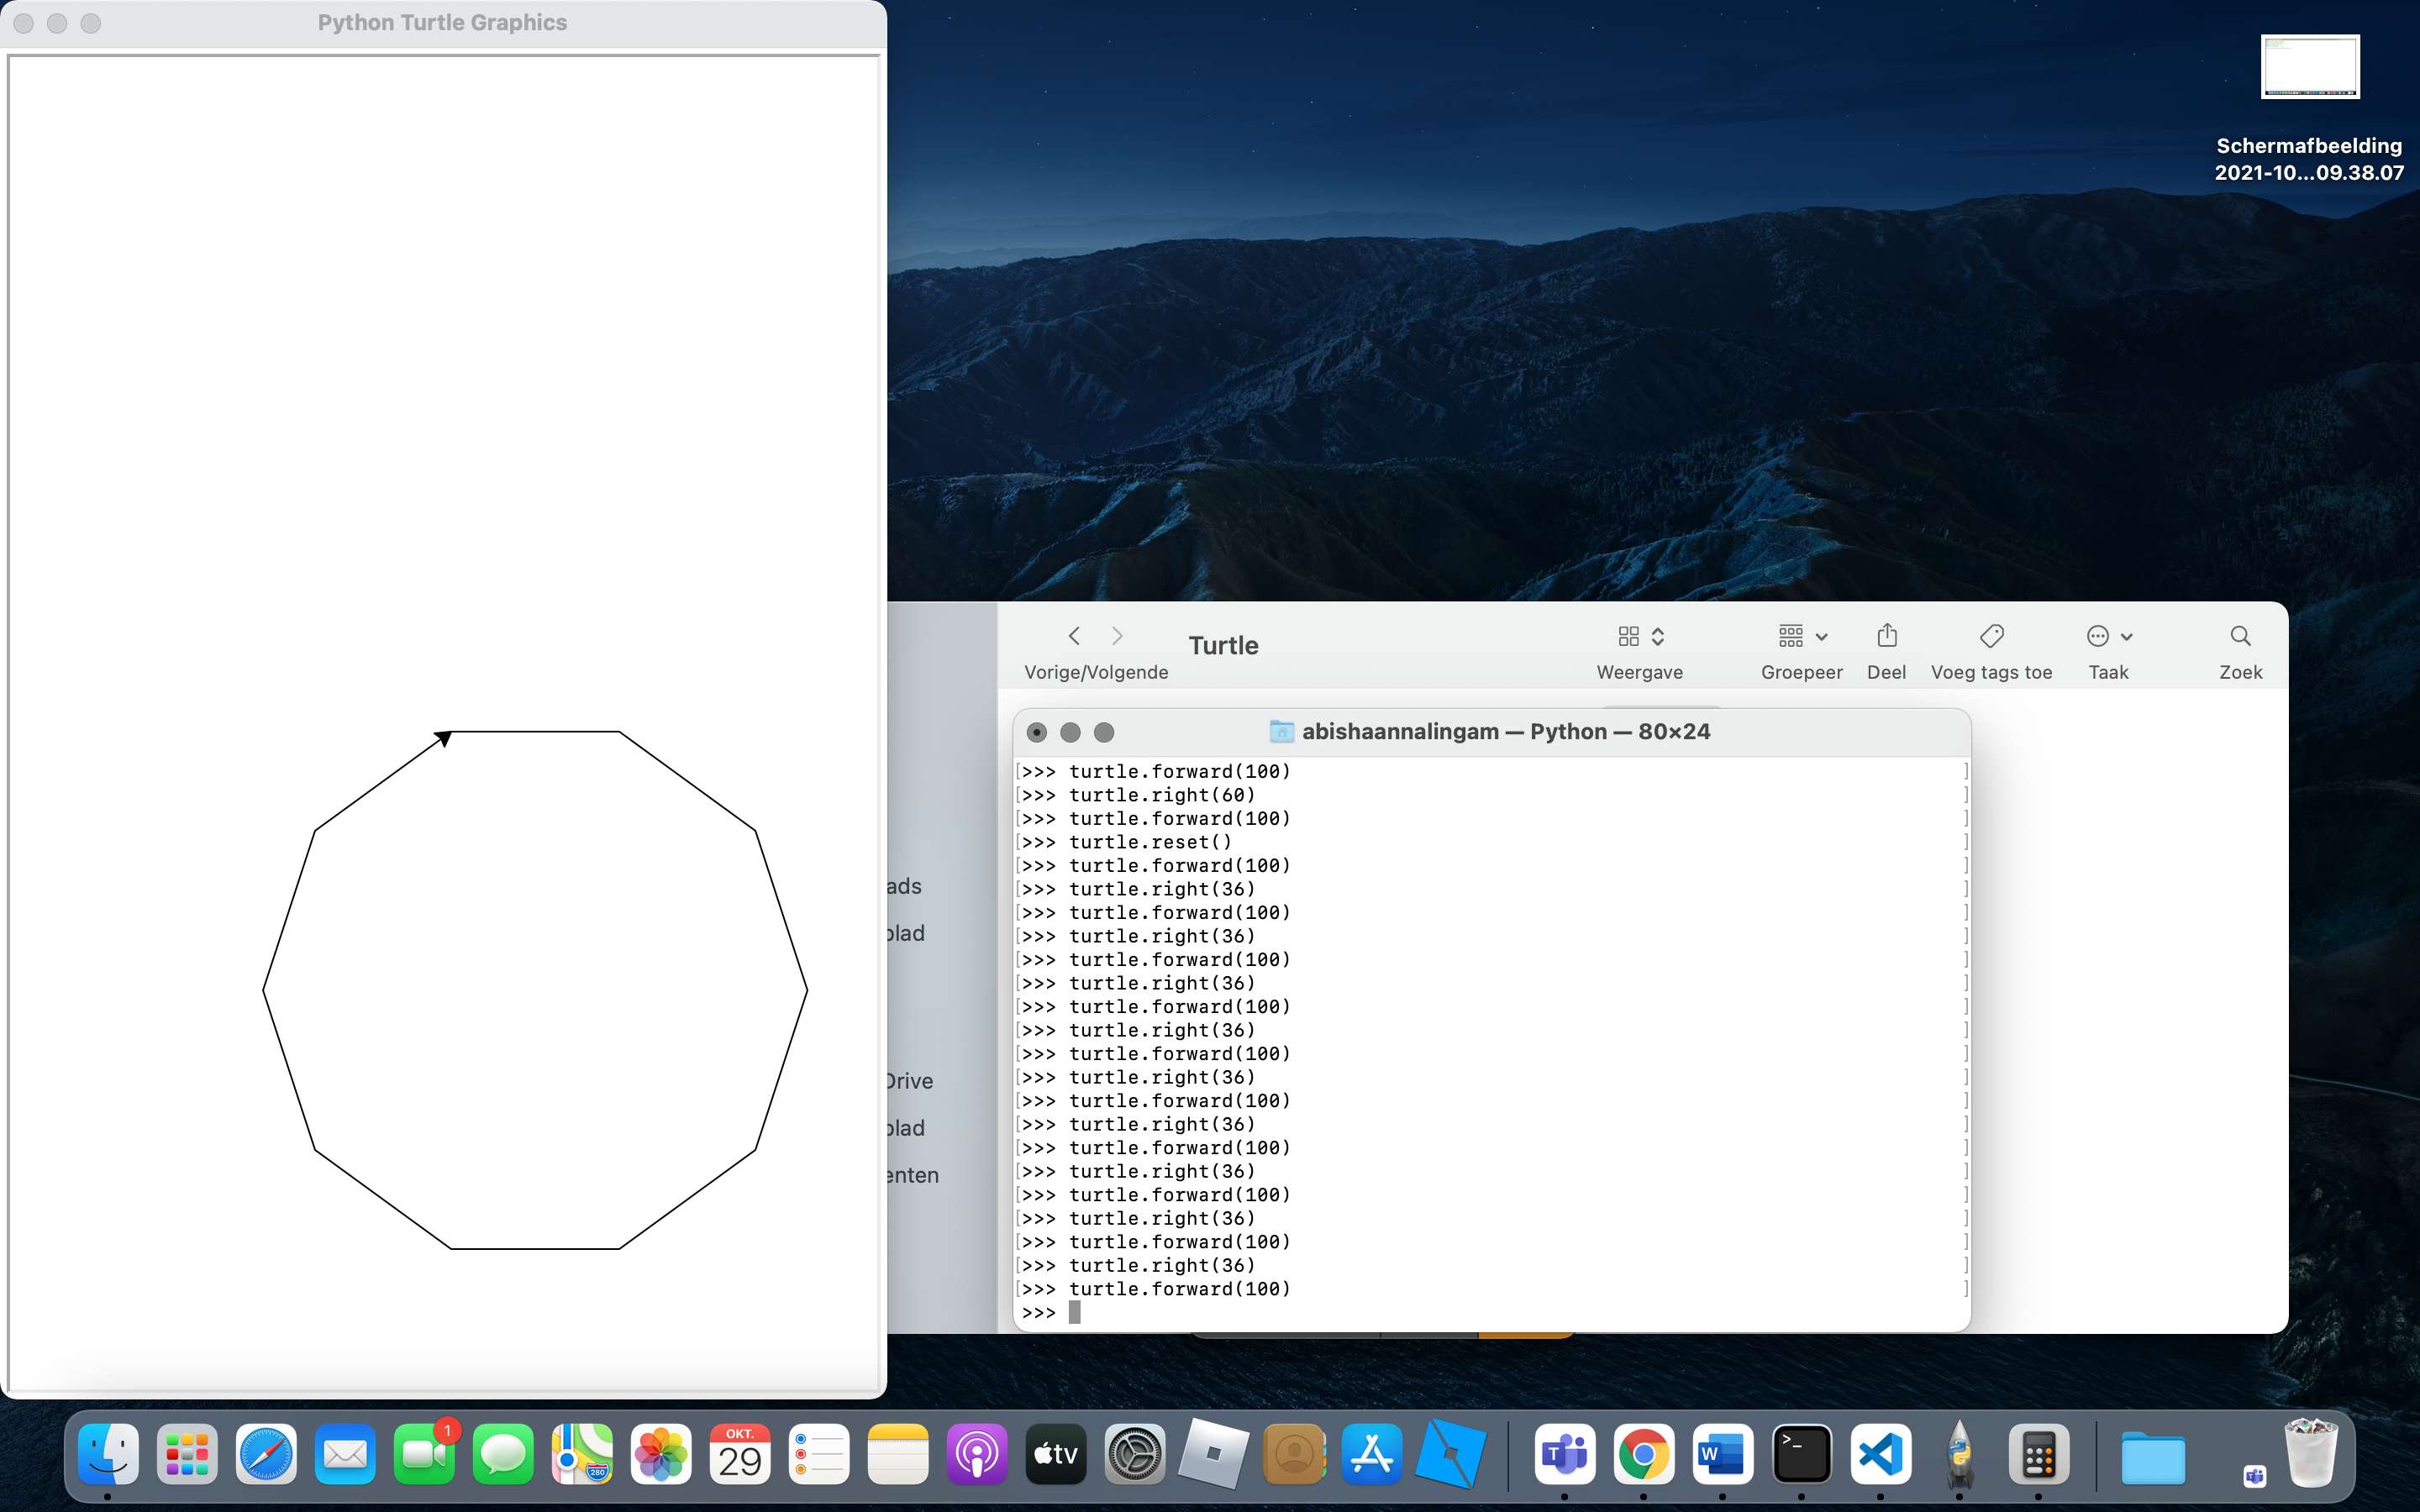 Python Turtle Graphics
Schermafbeelding
2021-10...09.38.07
Turtle
Vorige/Volgende
Weergave
Groepeer
Deel
Voeg tags toe
Taak
Zoek
ads
blad
Drive
blad
enten
abishaannalingam — Python — 80×24
[>>> turtle.forward(100) ]
[>>> turtle.right(60) ]
[>>> turtle.forward(100) ]
[>>> turtle.reset() ]
[>>> turtle.forward(100) ]
[>>> turtle.right(36) ]
[>>> turtle.forward(100) ]
[>>> turtle.right(36) ]
[>>> turtle.forward(100) ]
[>>> turtle.right(36) ]
[>>> turtle.forward(100) ]
[>>> turtle.right(36) ]
[>>> turtle.forward(100) ]
[>>> turtle.right(36) ]
[>>> turtle.forward(100) ]
[>>> turtle.right(36) ]
[>>> turtle.forward(100) ]
[>>> turtle.right(36) ]
[>>> turtle.forward(100) ]
[>>> turtle.right(36) ]
[>>> turtle.forward(100) ]
[>>> turtle.right(36) ]
[>>> turtle.forward(100) ]
>>>
1
280
OKT.
29
tv
T
W
>_